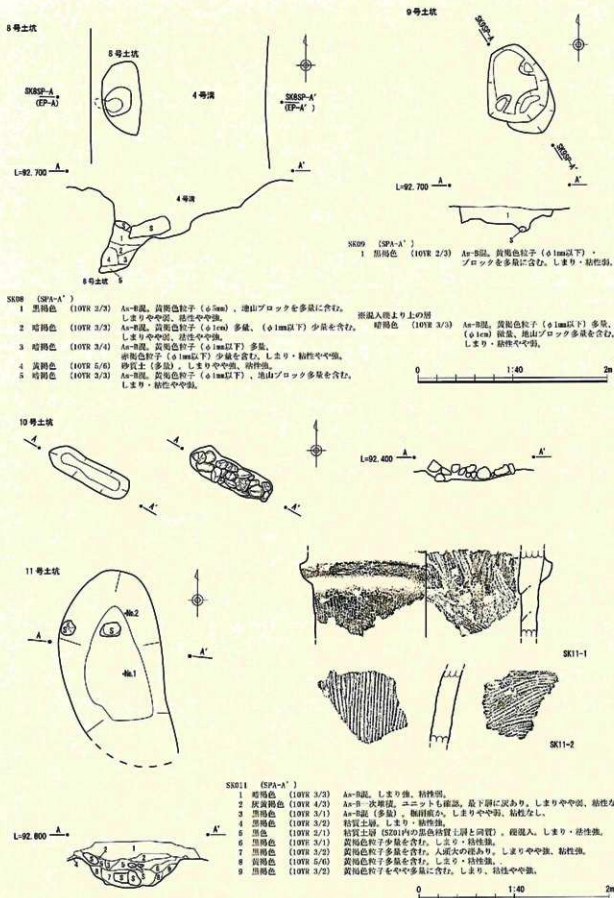 8号土坑
8号土坑
4号溝
SK8SP-A
(EP-A)
SK8SP-A'
(EP-A')
L=92.700 A
A'
4号溝
S
S
1
2
4 3
8号土坑 5
9号土坑
SK9SP-A
SK9SP-A'
L=92.700 A
A'
1
S
SK09 (SPA-A')
1 黒褐色 (10YR 2/3) As-B混。黄褐色粒子(φ1mm以下)・
ブロックを多量に含む。しまり・粘性弱。
SK08 (SPA-A')
1 黒褐色 (10YR 2/3) As-B混。黄褐色粒子(φ5mm)、地山ブロックを多量に含む。
しまりやや弱、粘性やや強。
2 暗褐色 (10YR 3/3) As-B混。黄褐色粒子(φ1cm)多量、(φ1mm以下)少量を含む。
しまりやや弱、粘性やや強。
3 暗褐色 (10YR 3/4) As-B混。黄褐色粒子(φ1mm以下)多量、
赤褐色粒子(φ1mm以下)少量を含む。しまり・粘性やや強。
4 黄褐色 (10YR 5/6) 砂質土(多量)。しまりやや強、粘性強。
5 暗褐色 (10YR 3/3) As-B混。黄褐色粒子(φ1mm以下)、地山ブロック多量を含む。
しまり・粘性やや弱。
※混入後より上の層
暗褐色 (10YR 3/3) As-B混。黄褐色粒子(φ1mm以下)多量、
(φ1cm)微量、地山ブロック多量を含む。
しまり・粘性やや弱。
0 1:40 2m
10号土坑
A
A'
A
A'
L=92.400 A
A'
11号土坑
A
A'
S
S
No.2
No.1
SK11-1
SK11-2
L=92.800 A
A'
SK011 (SPA-A')
1 暗褐色 (10YR 3/3) As-B混。しまり強、粘性弱。
2 灰黄褐色 (10YR 4/3) As-B一次堆積。ユニットも確認。最下層に灰あり。しまりやや弱、粘性な
3 黒褐色 (10YR 3/1) As-B混(多量)。しまりやや弱、粘性なし。
4 黒褐色 (10YR 3/2) 粘質土層。しまり・粘性強。
5 黒色 (10YR 2/1) 粘質土層(SZ01内の黒色粘質土層と同質)。礫混入。しまり・粘性強。
6 黒褐色 (10YR 3/1) 黄褐色粒子少量を含む。しまり・粘性強。
7 黒褐色 (10YR 3/2) 黄褐色粒子多量を含む。人頭大の礫あり。しまりやや強、粘性強。
8 黄褐色 (10YR 5/6) 黄褐色粒子多量を含む。しまり・粘性強。
9 黒褐色 (10YR 3/2) 黄褐色粒子をやや多量に含む。しまり、粘性やや強。
0 1:40 2m